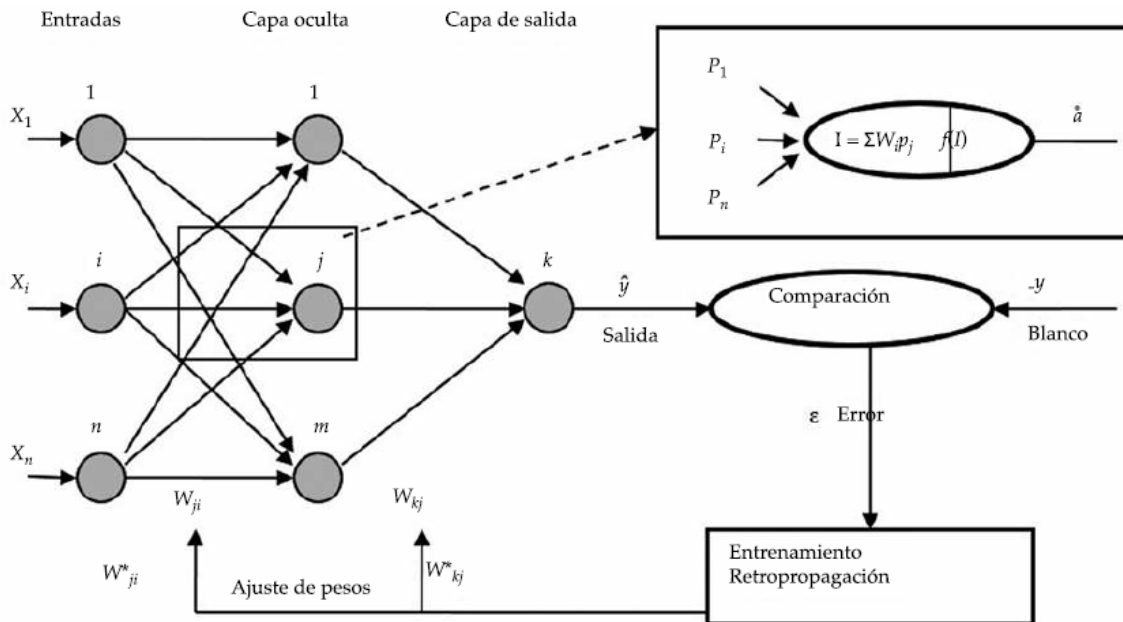 Entradas
Capa oculta
Capa de salida
P₁
1
1
X₁
I = ΣWᵢpⱼ
f(I)
å
Pᵢ
Pₙ
i
j
k
Xᵢ
ŷ
Salida
Comparación
-y
Blanco
n
m
ε Error
Xₙ
Wⱼᵢ
Wₖⱼ
W*ⱼᵢ
Ajuste de pesos
W*ₖⱼ
Entrenamiento
Retropropagación